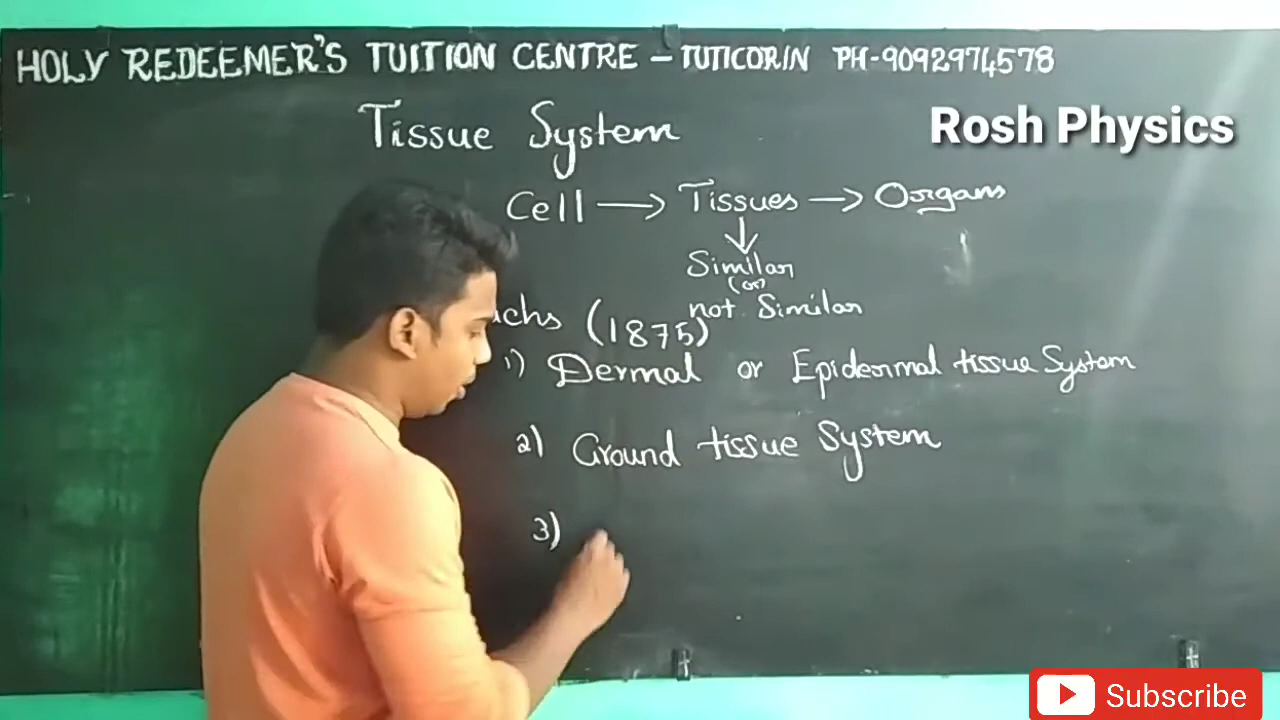 HOLY REDEEMER'S TUITION CENTRE - TUTICORIN PH-9092974578
Tissue System
Rosh Physics
Cell → Tissues → Organs
↓
Similar
(or)
not Similar
(1875)
1) Dermal or Epidermal tissue System
2) Ground tissue System
3)
Subscribe